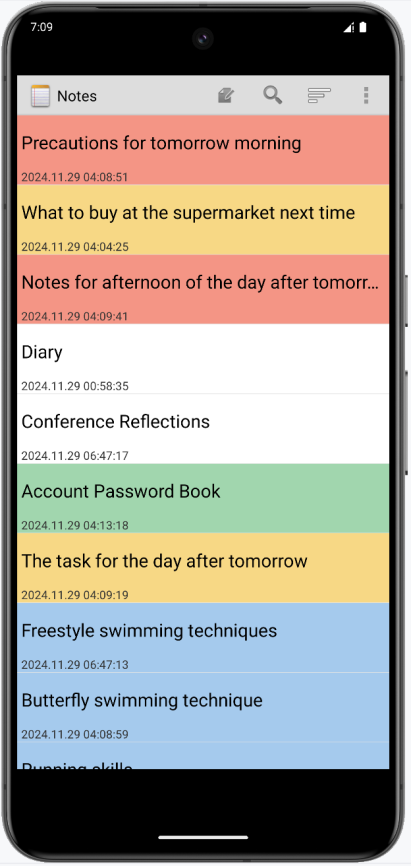 7:09
Notes
Precautions for tomorrow morning
2024.11.29 04:08:51
What to buy at the supermarket next time
2024.11.29 04:04:25
Notes for afternoon of the day after tomorr...
2024.11.29 04:09:41
Diary
2024.11.29 00:58:35
Conference Reflections
2024.11.29 06:47:17
Account Password Book
2024.11.29 04:13:18
The task for the day after tomorrow
2024.11.29 04:09:19
Freestyle swimming techniques
2024.11.29 06:47:13
Butterfly swimming technique
2024.11.29 04:08:59
Running skills